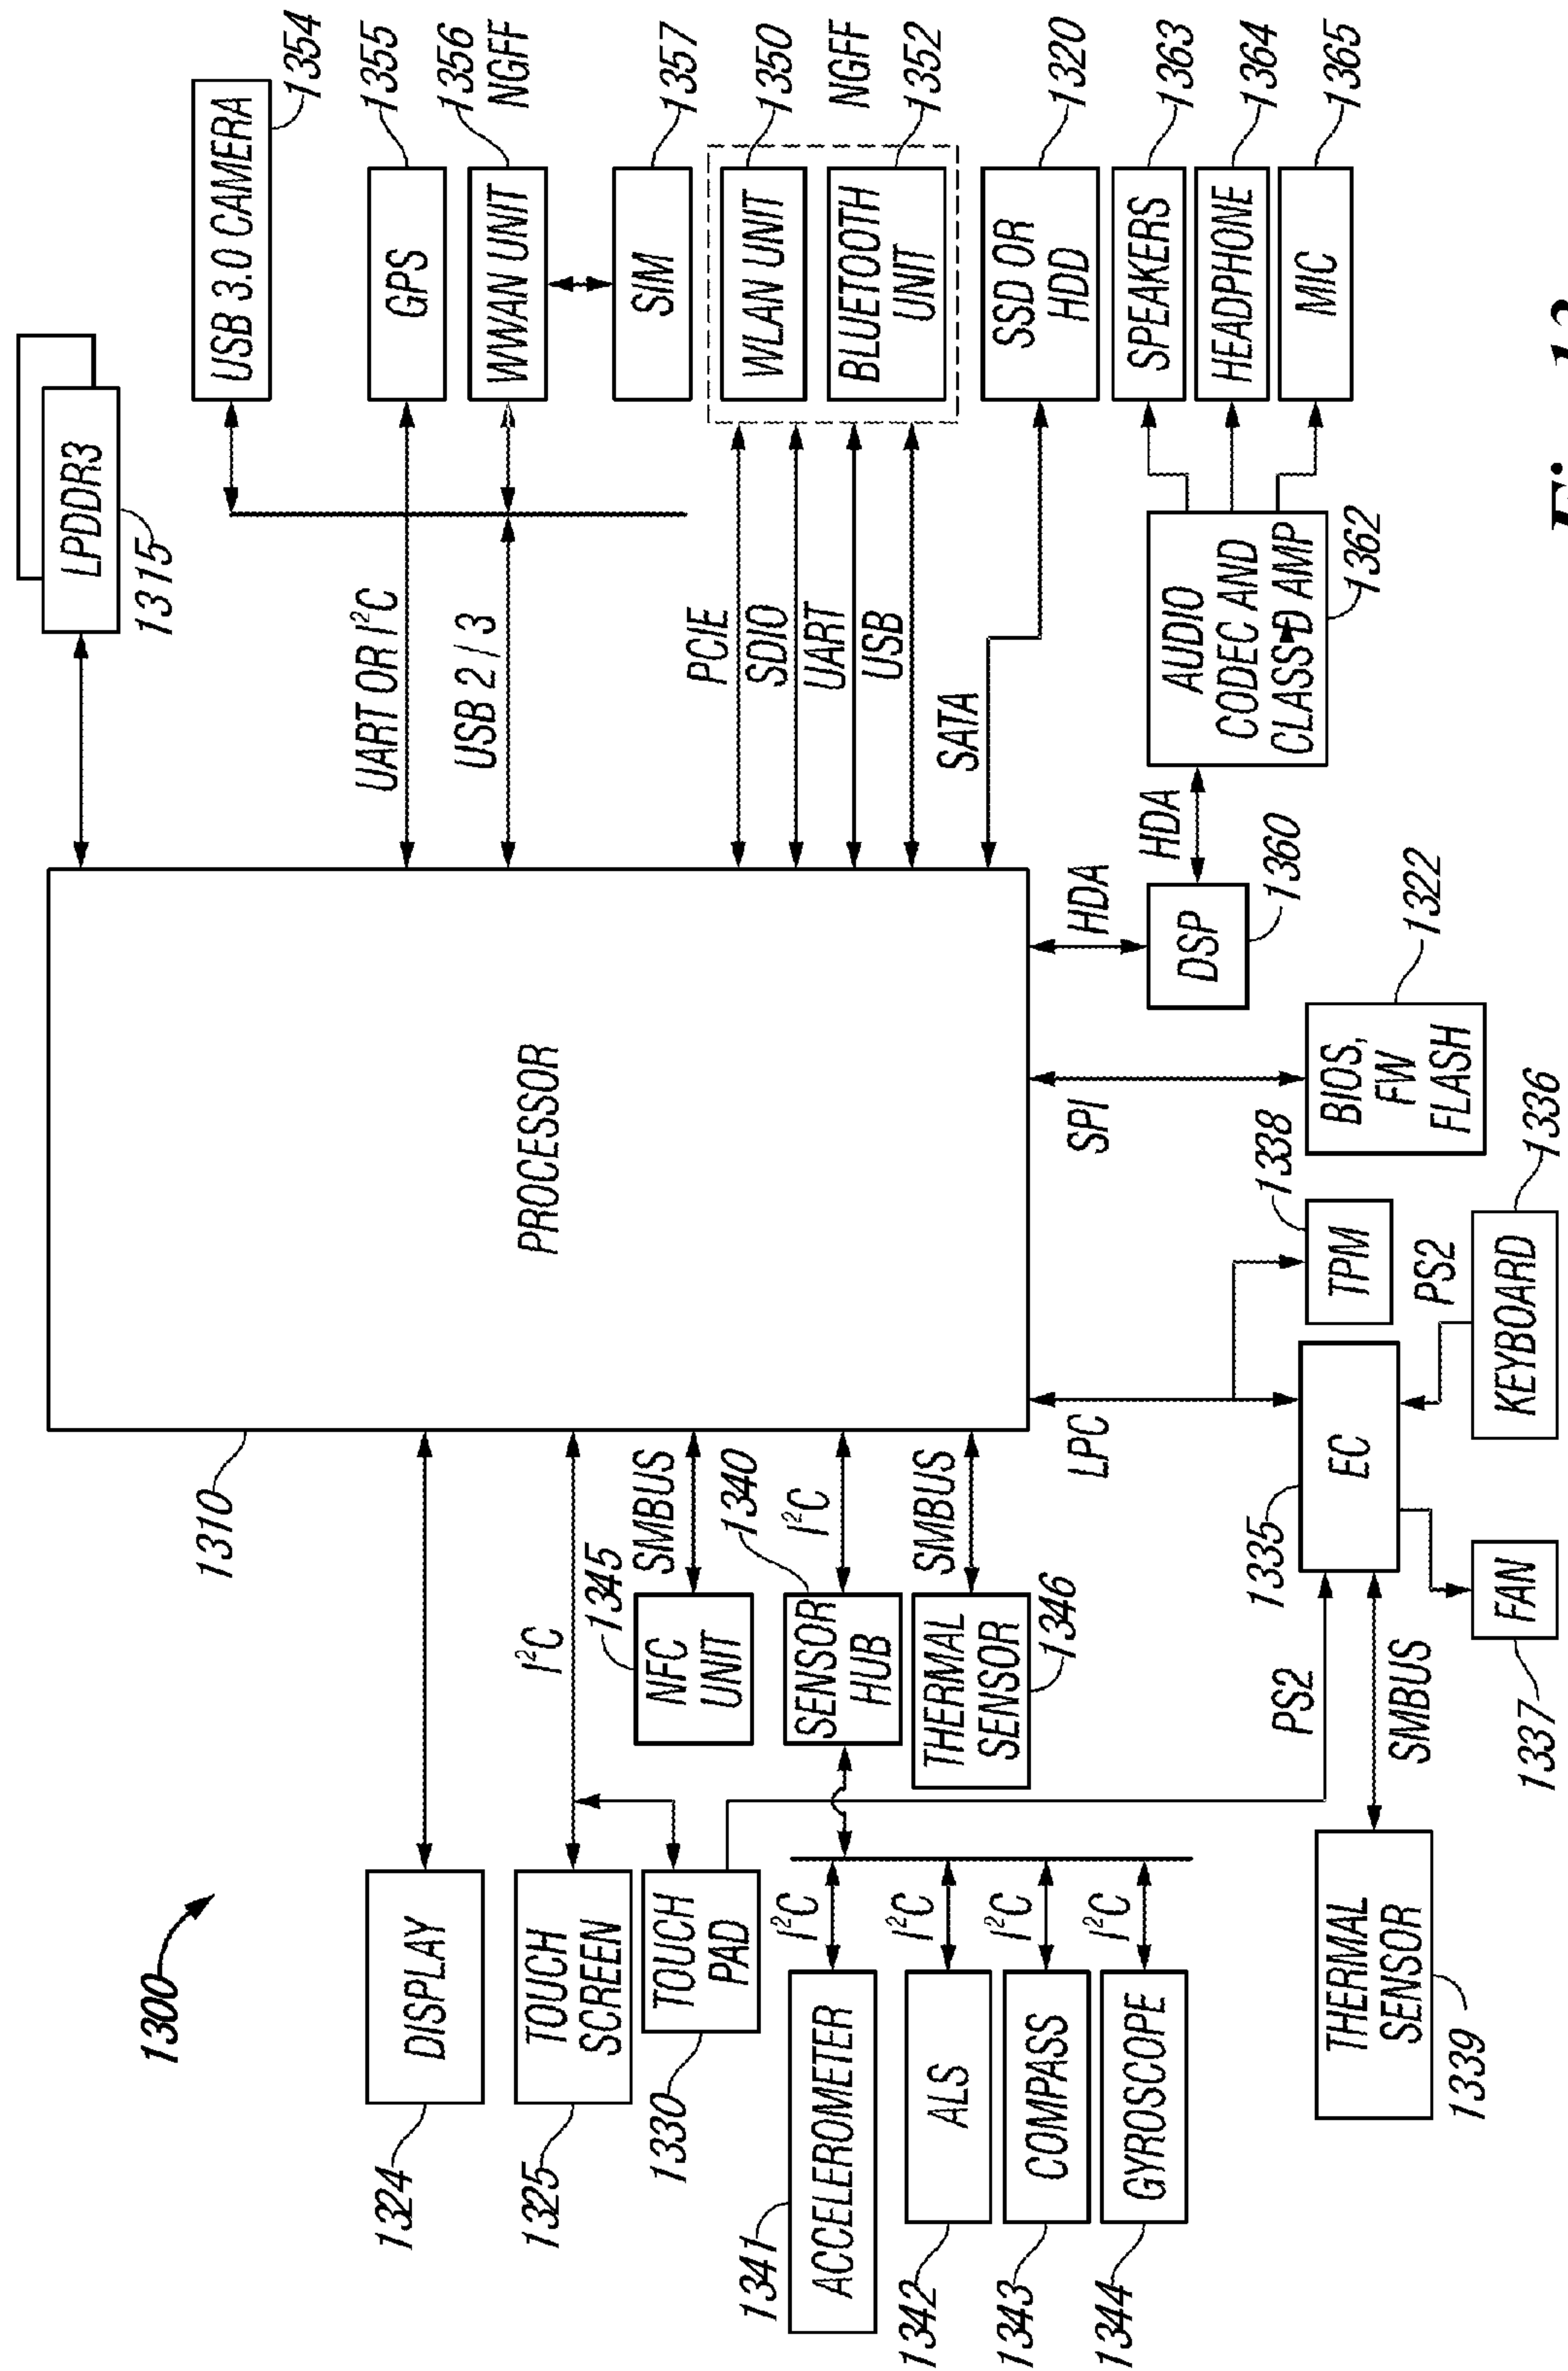 1300
LPDDR3
1315
DISPLAY
1324
TOUCH
SCREEN
1325
TOUCH
PAD
1330
I²C
1310
PROCESSOR
UART OR I²C
USB 2 / 3
USB 3.0 CAMERA
1354
GPS
1355
WWAN UNIT
1356
NGFF
SIM
1357
NFC
UNIT
1345
SMBUS
SENSOR
HUB
1340
I²C
THERMAL
SENSOR
1346
SMBUS
PCIE
SDIO
UART
USB
WLAN UNIT
1350
NGFF
BLUETOOTH
UNIT
1352
SATA
SSD OR
HDD
1320
ACCELEROMETER
1341
I²C
ALS
1342
I²C
COMPASS
1343
I²C
GYROSCOPE
1344
I²C
LPC
SPI
HDA
DSP
1360
HDA
AUDIO
CODEC AND
CLASS D AMP
1362
SPEAKERS
1363
HEADPHONE
1364
MIC
1365
THERMAL
SENSOR
1339
PS2
SMBUS
EC
1335
TPM
1338
BIOS,
FW
FLASH
1322
FAN
1337
PS2
KEYBOARD
1336